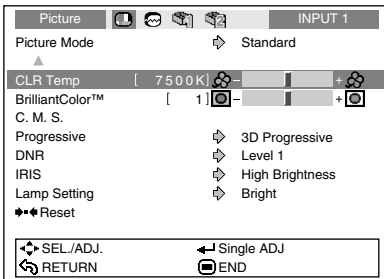 Picture INPUT 1
Picture Mode Standard
CLR Temp [ 7500K] - +
BrilliantColor™ [ 1] - +
C. M. S.
Progressive 3D Progressive
DNR Level 1
IRIS High Brightness
Lamp Setting Bright
Reset
SEL./ADJ. Single ADJ
RETURN END